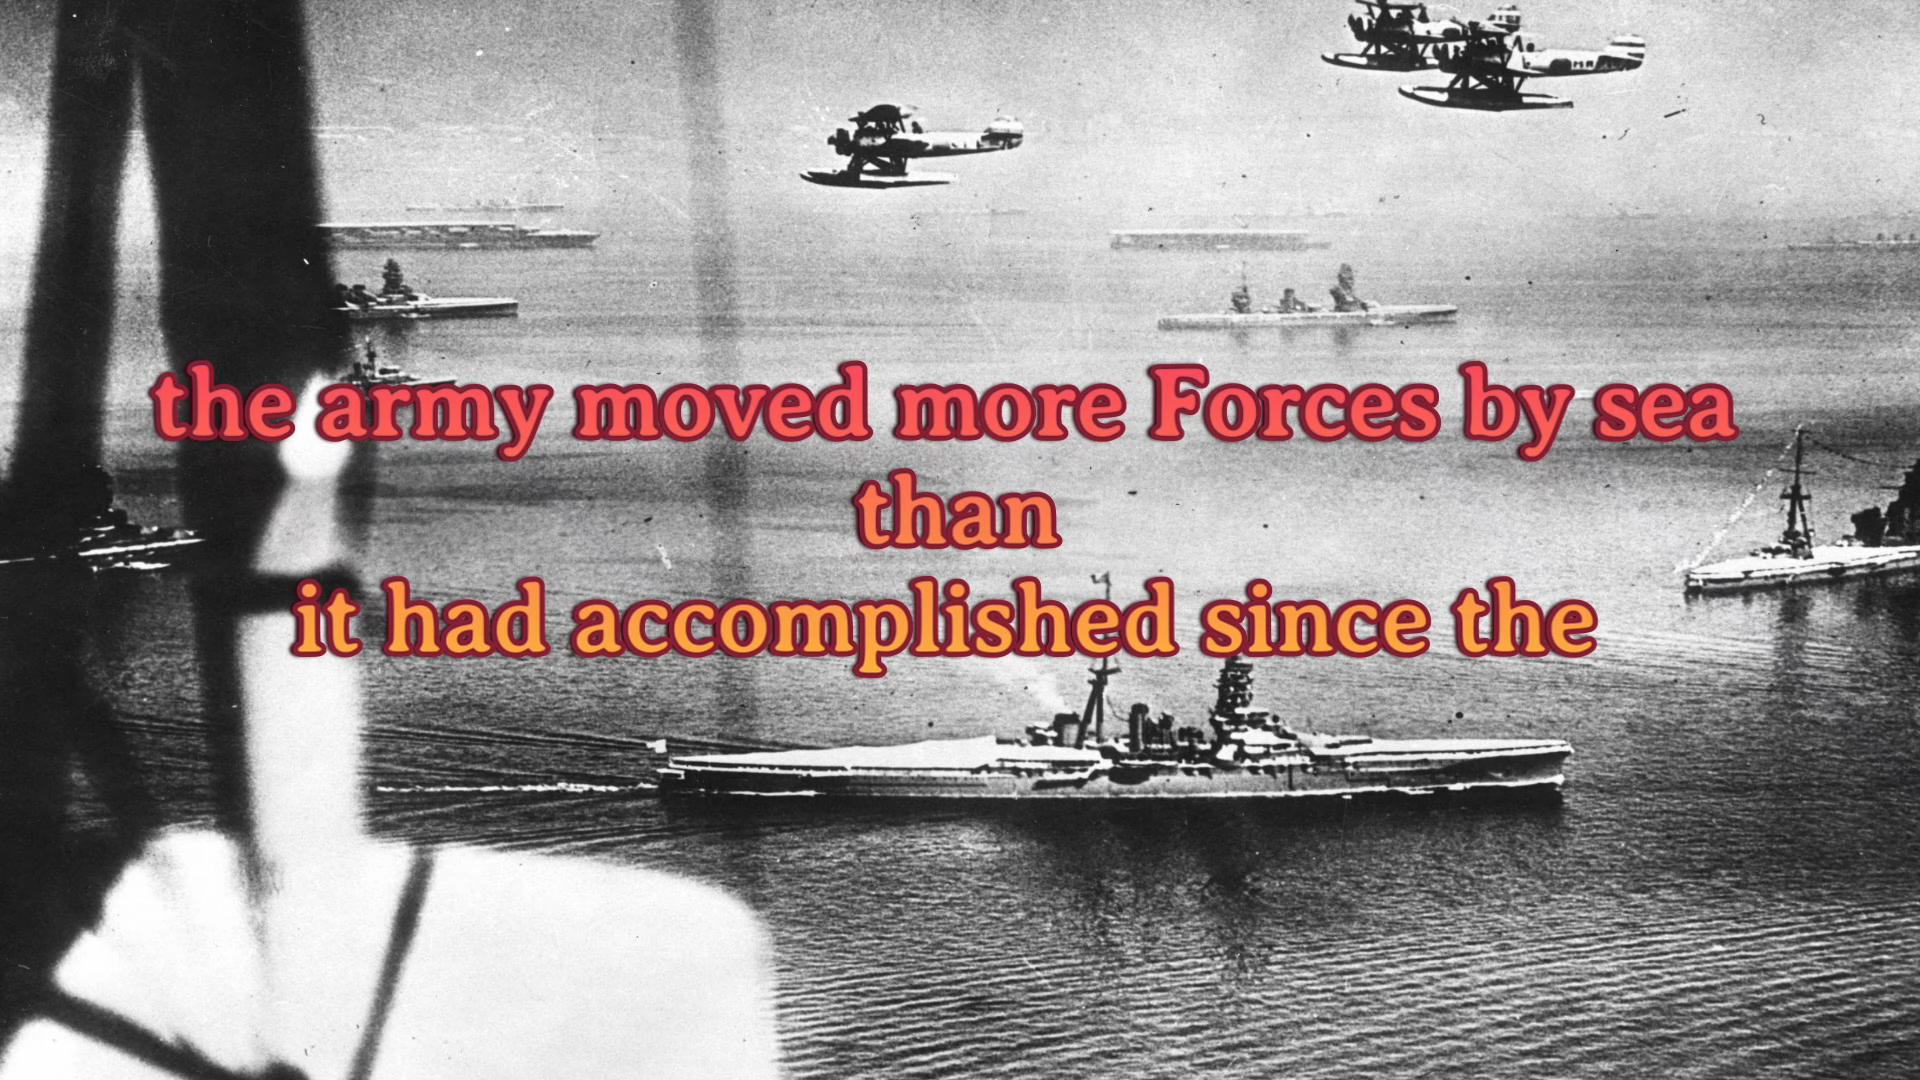 the army moved more Forces by sea
than
it had accomplished since the